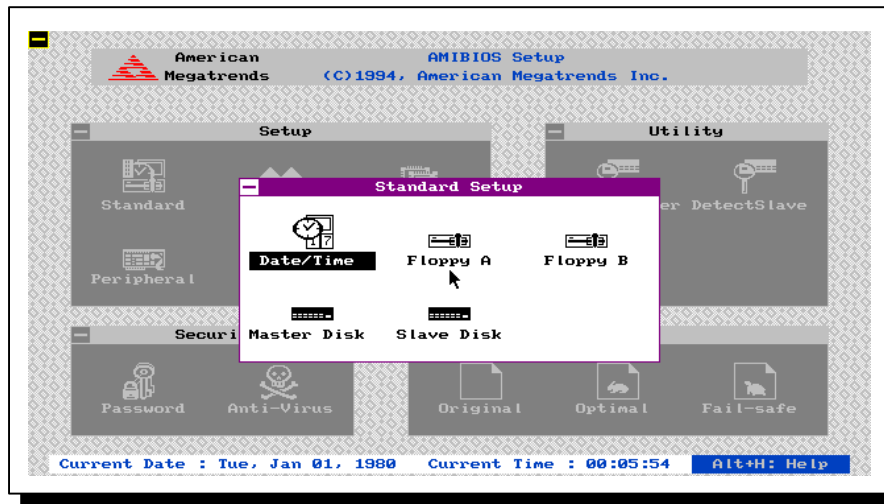 American
Megatrends
AMIBIOS Setup
(C)1994, American Megatrends Inc.
Setup
Utility
Standard
er
DetectSlave
Peripheral
Standard Setup
17
Date/Time
Floppy A
Floppy B
Master Disk
Slave Disk
Securi
Password
Anti-Virus
Original
Optimal
Fail-safe
Current Date : Tue, Jan 01, 1980
Current Time : 00:05:54
Alt+H: Help